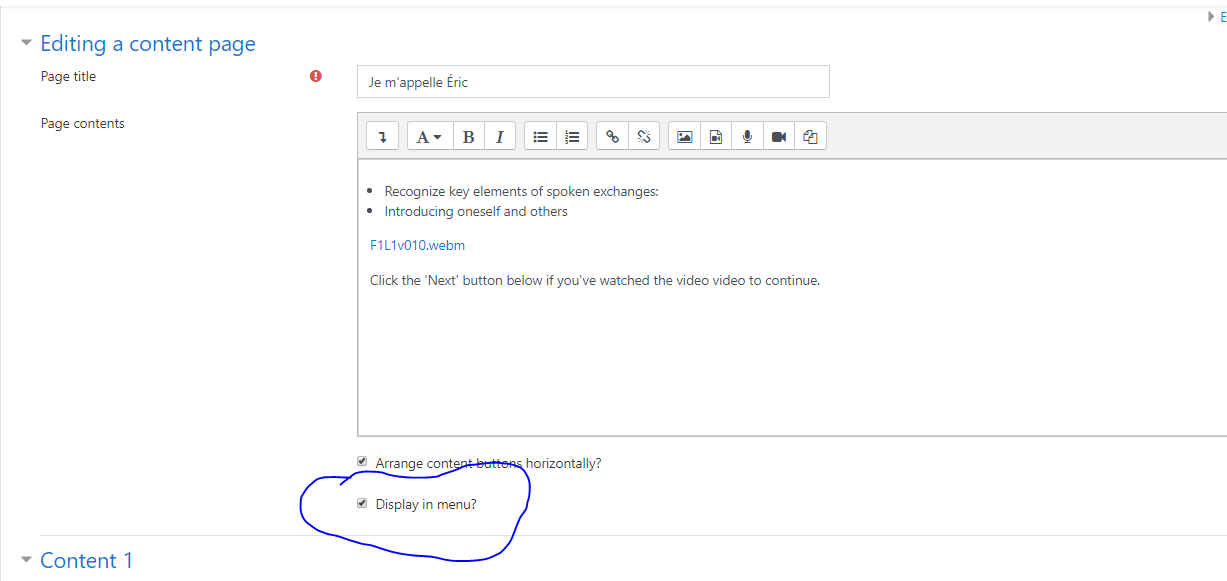 E
Editing a content page
Page title
Je m'appelle Éric
Page contents
A B I
Recognize key elements of spoken exchanges:
Introducing oneself and others
F1L1v010.webm
Click the 'Next' button below if you've watched the video video to continue.
Arrange content buttons horizontally?
Display in menu?
Content 1